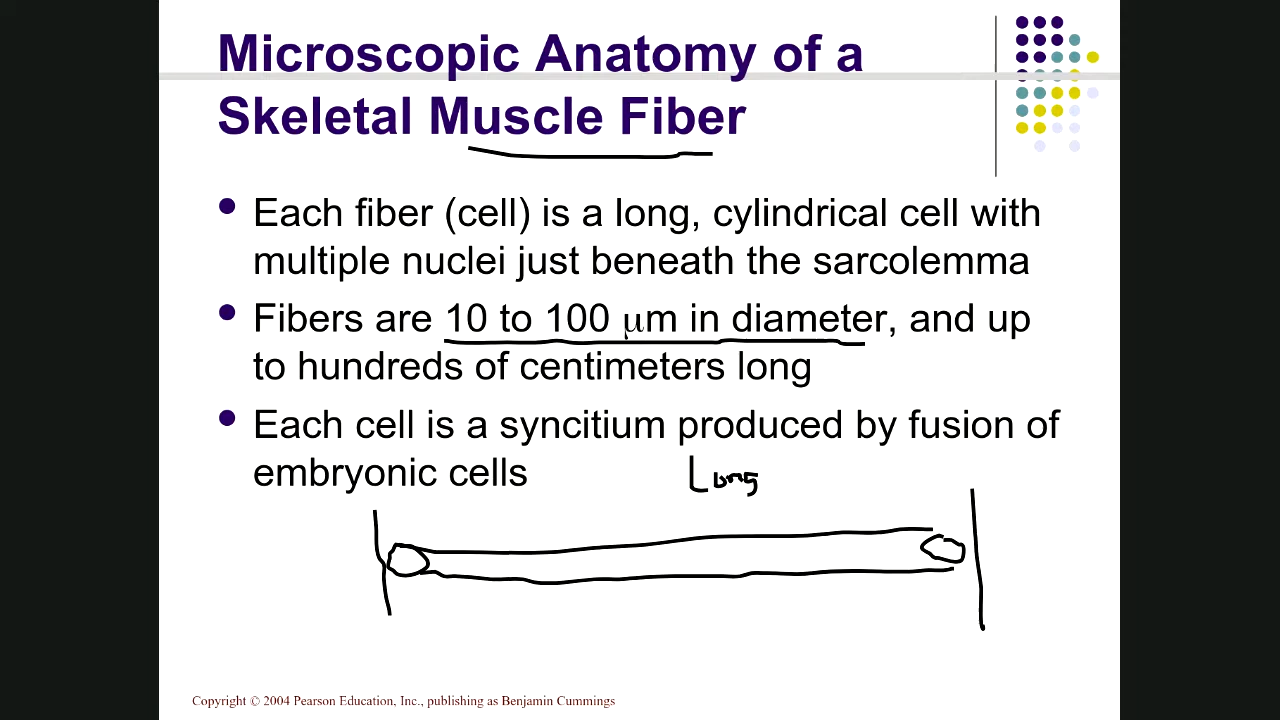 Microscopic Anatomy of a
Skeletal Muscle Fiber
Each fiber (cell) is a long, cylindrical cell with
multiple nuclei just beneath the sarcolemma
Fibers are 10 to 100 μm in diameter, and up
to hundreds of centimeters long
Each cell is a syncitium produced by fusion of
embryonic cells
Long
Copyright © 2004 Pearson Education, Inc., publishing as Benjamin Cummings